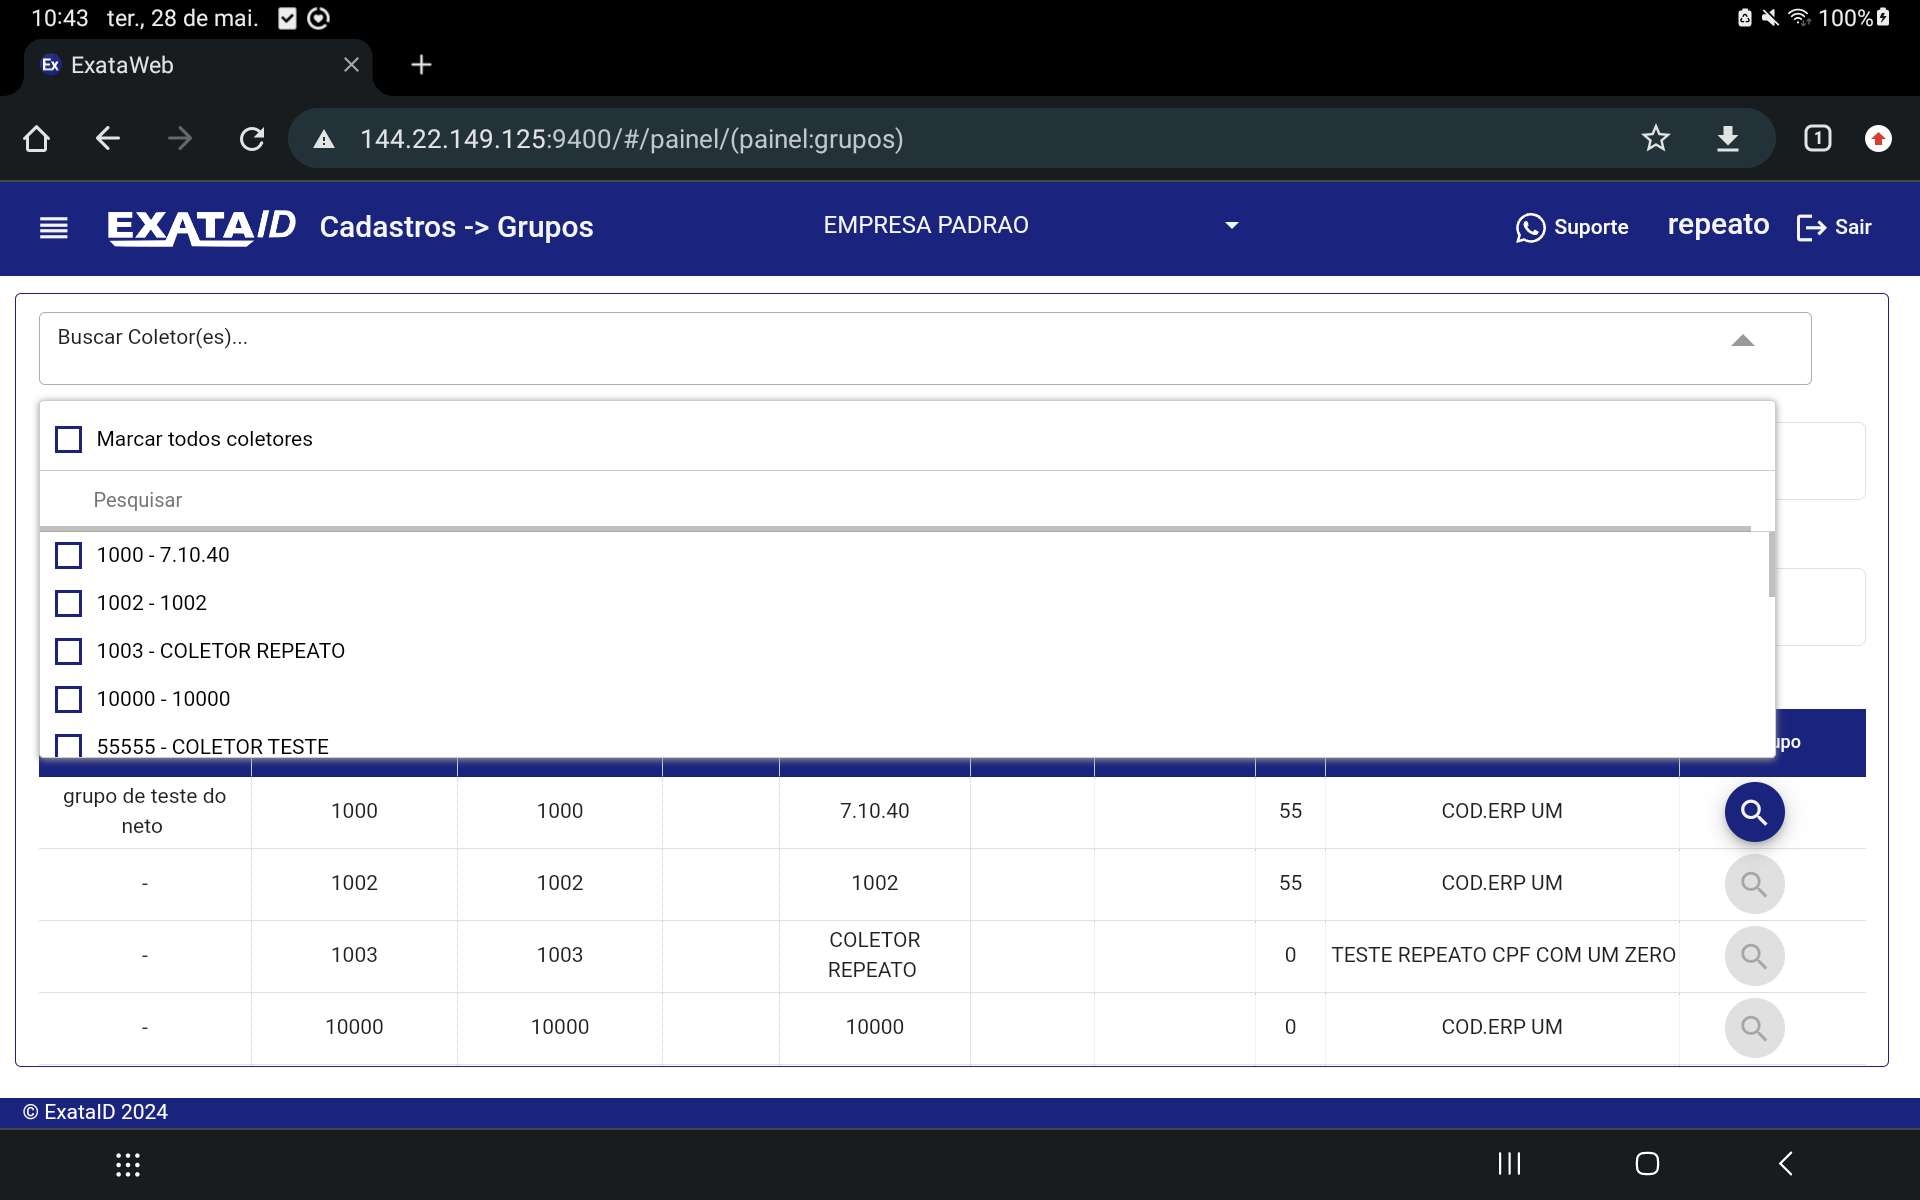 10:43 ter., 28 de mai. 100%
Ex ExataWeb
144.22.149.125:9400/#/painel/(painel:grupos) 1
EXATA/ID Cadastros -> Grupos EMPRESA PADRAO Suporte repeato Sair
Buscar Coletor(es)...
Marcar todos coletores
Pesquisar
1000 - 7.10.40
1002 - 1002
1003 - COLETOR REPEATO
10000 - 10000
55555 - COLETOR TESTE
upo
grupo de teste do
neto
1000 1000 7.10.40 55 COD.ERP UM
- 1002 1002 1002 55 COD.ERP UM
- 1003 1003 COLETOR
REPEATO
0 TESTE REPEATO CPF COM UM ZERO
- 10000 10000 10000 0 COD.ERP UM
© ExataID 2024